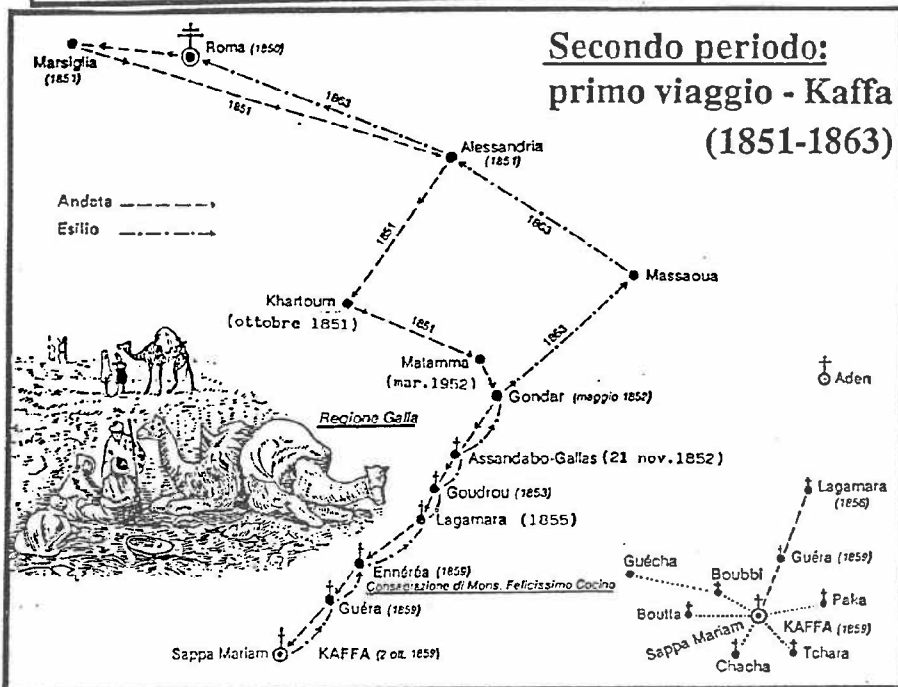 Secondo periodo:
primo viaggio - Kaffa
(1851-1863)
Roma (1850)
Marsiglia
(1851)
1863
1851
Alessandria
(1851)
Andata
Esilio
1851
1863
Massaoua
Khartoum
(ottobre 1851)
1851
1863
Matamma
(mar.1952)
Aden
Gondar (maggio 1852)
Regione Galla
Assandabo-Gallas (21 nov.1852)
Goudrou (1853)
Lagamara (1855)
Ennéréa (1859)
Consacrazione di Mons. Felicissimo Cocino
Guéra (1859)
Sappa Mariam
KAFFA (2 ott. 1859)
Lagamara
(1856)
Guéra (1859)
Guécha
Boubbi
Paka
Boutta
Sappa Mariam
KAFFA (1859)
Chacha
Tchara